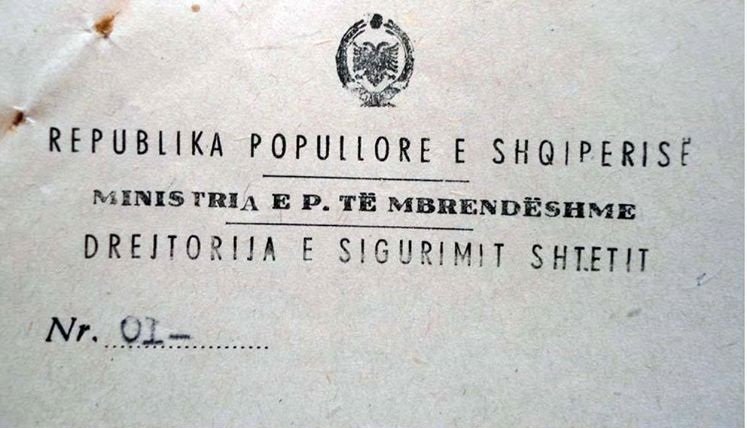 REPUBLIKA POPULLORE E SHQIPERISË
MINISTRIA E P. TË MBRENDËSHME
DREJTORIJA E SIGURIMIT SHTETIT
Nr. 01-